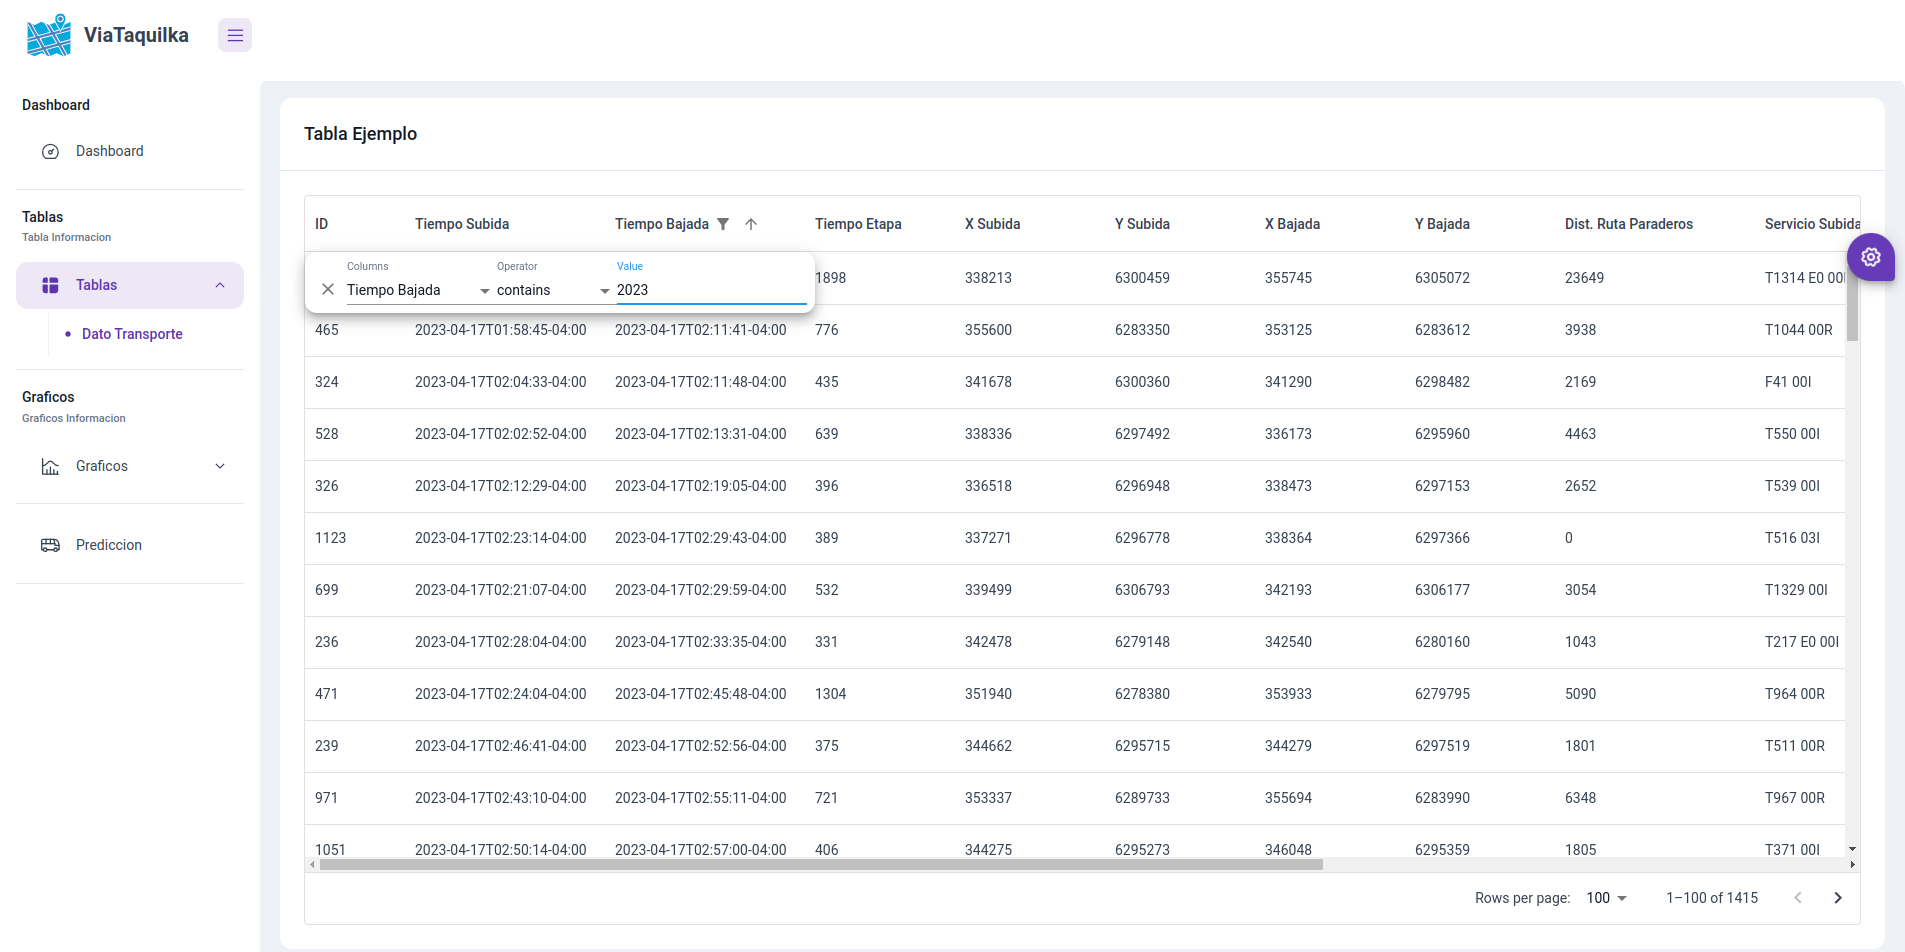 ViaTaquilka
Dashboard
Dashboard
Tablas
Tabla Informacion
Tablas
Dato Transporte
Graficos
Graficos Informacion
Graficos
Prediccion
Tabla Ejemplo
ID Tiempo Subida Tiempo Bajada Tiempo Etapa X Subida Y Subida X Bajada Y Bajada Dist. Ruta Paraderos Servicio Subida
Columns Operator Value
Tiempo Bajada contains 2023
1898 338213 6300459 355745 6305072 23649 T1314 E0 00I
465 2023-04-17T01:58:45-04:00 2023-04-17T02:11:41-04:00 776 355600 6283350 353125 6283612 3938 T1044 00R
324 2023-04-17T02:04:33-04:00 2023-04-17T02:11:48-04:00 435 341678 6300360 341290 6298482 2169 F41 00I
528 2023-04-17T02:02:52-04:00 2023-04-17T02:13:31-04:00 639 338336 6297492 336173 6295960 4463 T550 00I
326 2023-04-17T02:12:29-04:00 2023-04-17T02:19:05-04:00 396 336518 6296948 338473 6297153 2652 T539 00I
1123 2023-04-17T02:23:14-04:00 2023-04-17T02:29:43-04:00 389 337271 6296778 338364 6297366 0 T516 03I
699 2023-04-17T02:21:07-04:00 2023-04-17T02:29:59-04:00 532 339499 6306793 342193 6306177 3054 T1329 00I
236 2023-04-17T02:28:04-04:00 2023-04-17T02:33:35-04:00 331 342478 6279148 342540 6280160 1043 T217 E0 00I
471 2023-04-17T02:24:04-04:00 2023-04-17T02:45:48-04:00 1304 351940 6278380 353933 6279795 5090 T964 00R
239 2023-04-17T02:46:41-04:00 2023-04-17T02:52:56-04:00 375 344662 6295715 344279 6297519 1801 T511 00R
971 2023-04-17T02:43:10-04:00 2023-04-17T02:55:11-04:00 721 353337 6289733 355694 6283990 6348 T967 00R
1051 2023-04-17T02:50:14-04:00 2023-04-17T02:57:00-04:00 406 344275 6295273 346048 6295359 1805 T371 00I
Rows per page: 100 1–100 of 1415